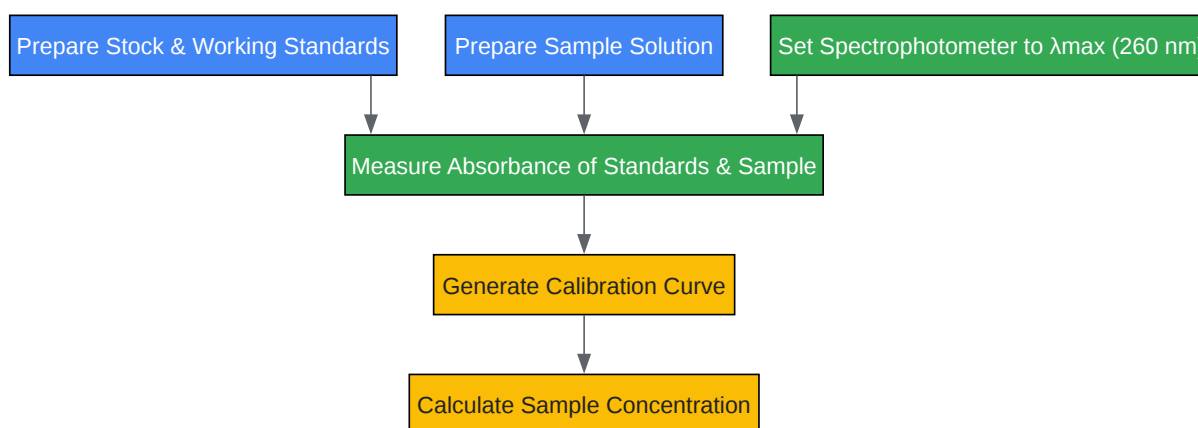 Prepare Stock & Working Standards
Prepare Sample Solution
Set Spectrophotometer to λmax (260 nm)
Measure Absorbance of Standards & Sample
Generate Calibration Curve
Calculate Sample Concentration